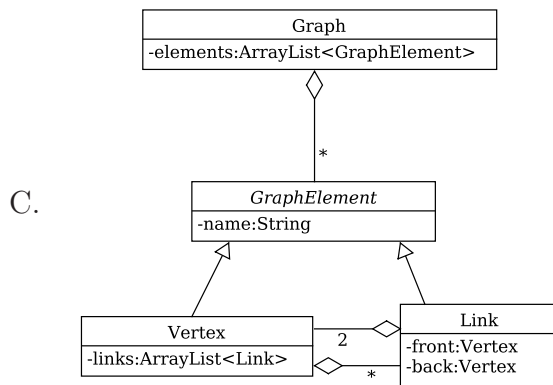 Graph
-elements:ArrayList<GraphElement>
*
C.
GraphElement
-name:String
Vertex
-links:ArrayList<Link>
2
*
Link
-front:Vertex
-back:Vertex